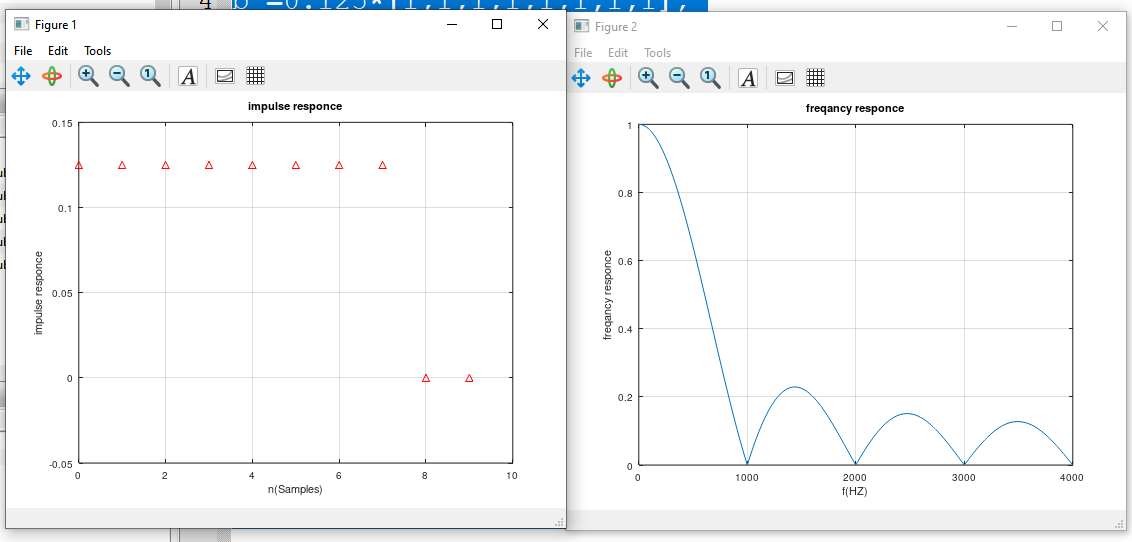 4 b =0.125*[1,1,1,1,1,1,1,1];
Figure 1
File Edit Tools
impulse responce
0.15
0.1
0.05
0
-0.05
impulse responce
0 2 4 6 8 10
n(Samples)
Figure 2
File Edit Tools
freqancy responce
1
0.8
0.6
0.4
0.2
0
freqancy responce
0 1000 2000 3000 4000
f(HZ)